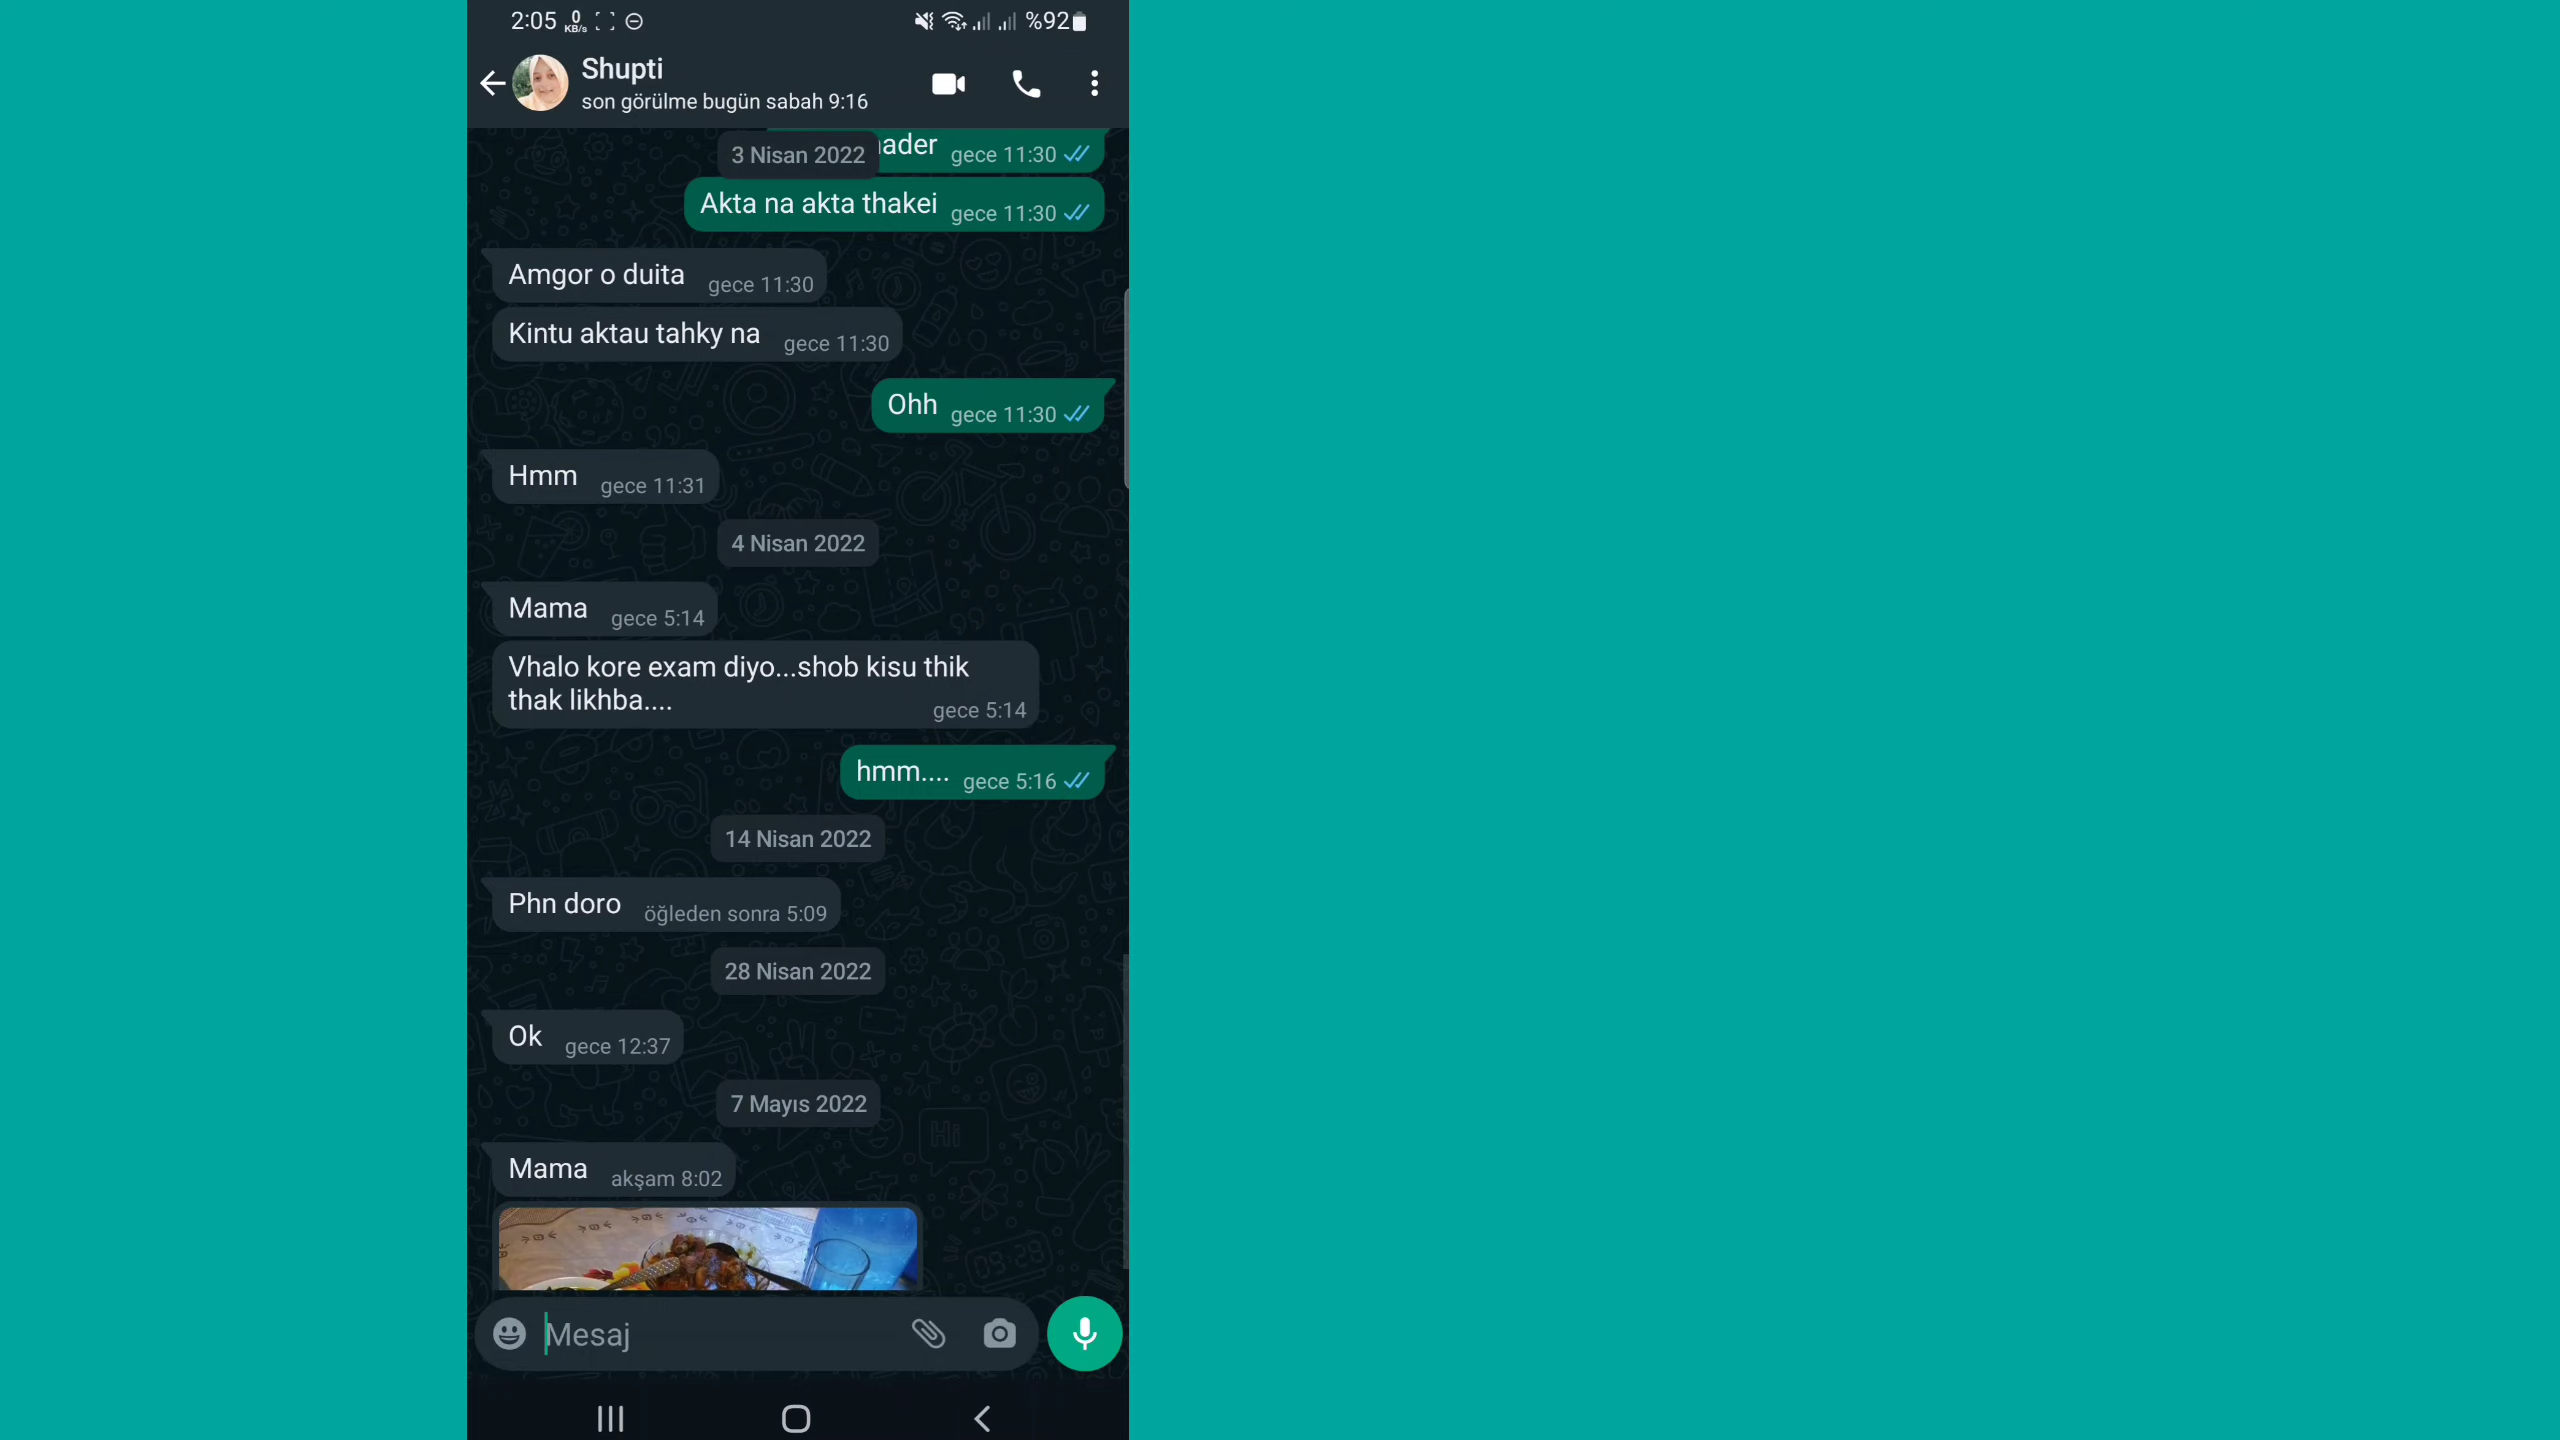 2:05 0 KB/s %92
Shupti
son görülme bugün sabah 9:16
3 Nisan 2022
gece 11:30
Akta na akta thakei gece 11:30
Amgor o duita gece 11:30
Kintu aktau tahky na gece 11:30
Ohh gece 11:30
Hmm gece 11:31
4 Nisan 2022
Mama gece 5:14
Vhalo kore exam diyo...shob kisu thik
thak likhba.... gece 5:14
hmm.... gece 5:16
14 Nisan 2022
Phn doro öğleden sonra 5:09
28 Nisan 2022
Ok gece 12:37
7 Mayıs 2022
Mama akşam 8:02
Mesaj